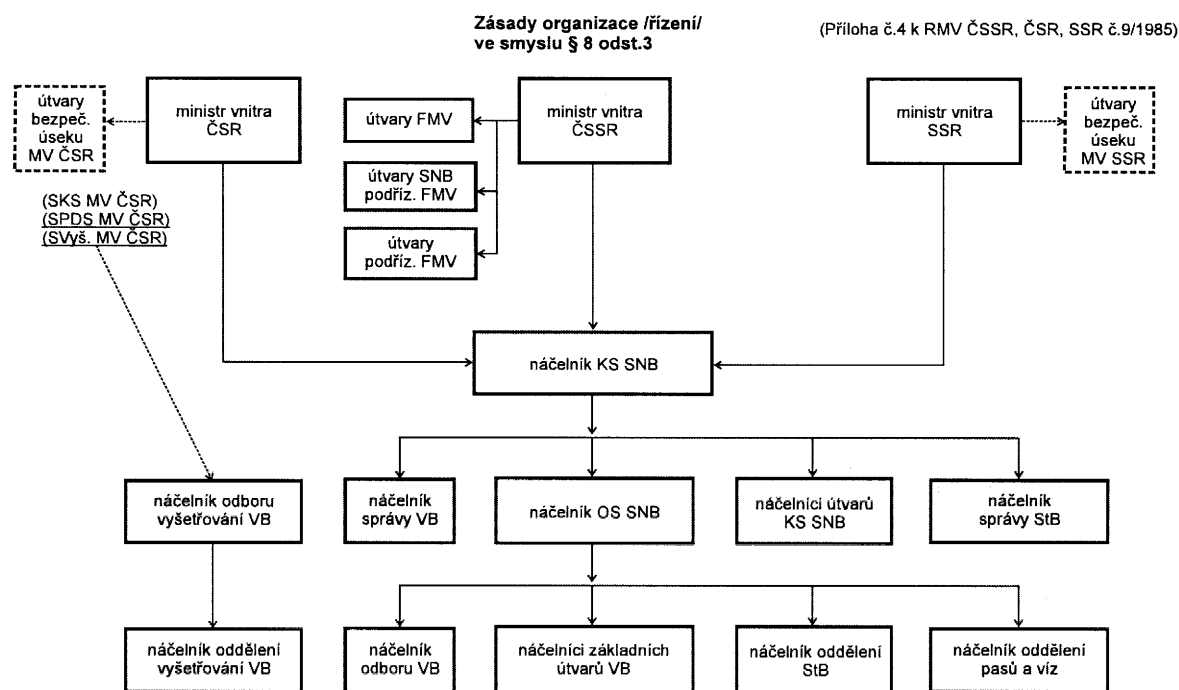 Zásady organizace /řízení/
ve smyslu § 8 odst.3
(Příloha č.4 k RMV ČSSR, ČSR, SSR č.9/1985)
útvary
bezpeč.
úseku
MV ČSR
ministr vnitra
ČSR
útvary FMV
ministr vnitra
ČSSR
ministr vnitra
SSR
útvary
bezpeč.
úseku
MV SSR
útvary SNB
podříz. FMV
útvary
podříz. FMV
(SKS MV ČSR)
(SPDS MV ČSR)
(SVyš. MV ČSR)
náčelník KS SNB
náčelník odboru
vyšetřování VB
náčelník
správy VB
náčelník OS SNB
náčelníci útvarů
KS SNB
náčelník
správy StB
náčelník oddělení
vyšetřování VB
náčelník
odboru VB
náčelníci základních
útvarů VB
náčelník oddělení
StB
náčelník oddělení
pasů a víz